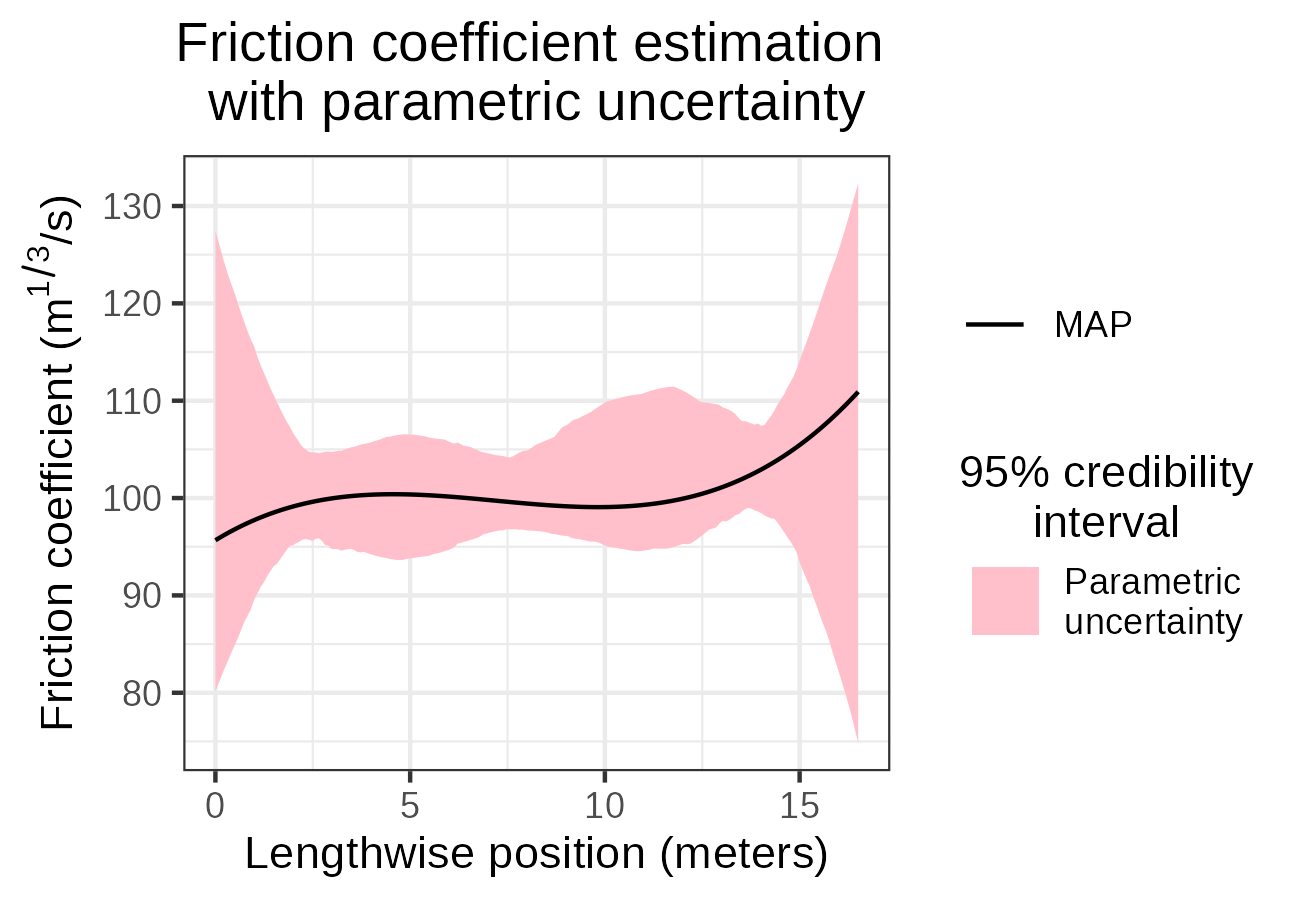 Friction coefficient estimation
with parametric uncertainty
Friction coefficient (m^1/3/s)
130
120
110
100
90
80
0
5
10
15
Lengthwise position (meters)
MAP
95% credibility
interval
Parametric
uncertainty